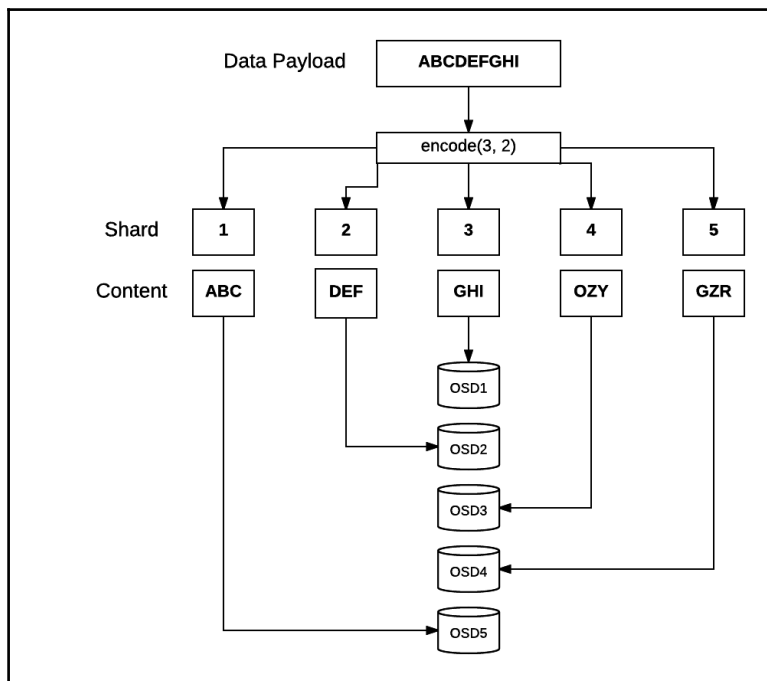 Data Payload ABCDEFGHI
encode(3, 2)
Shard 1 2 3 4 5
Content ABC DEF GHI OZY GZR
OSD1
OSD2
OSD3
OSD4
OSD5